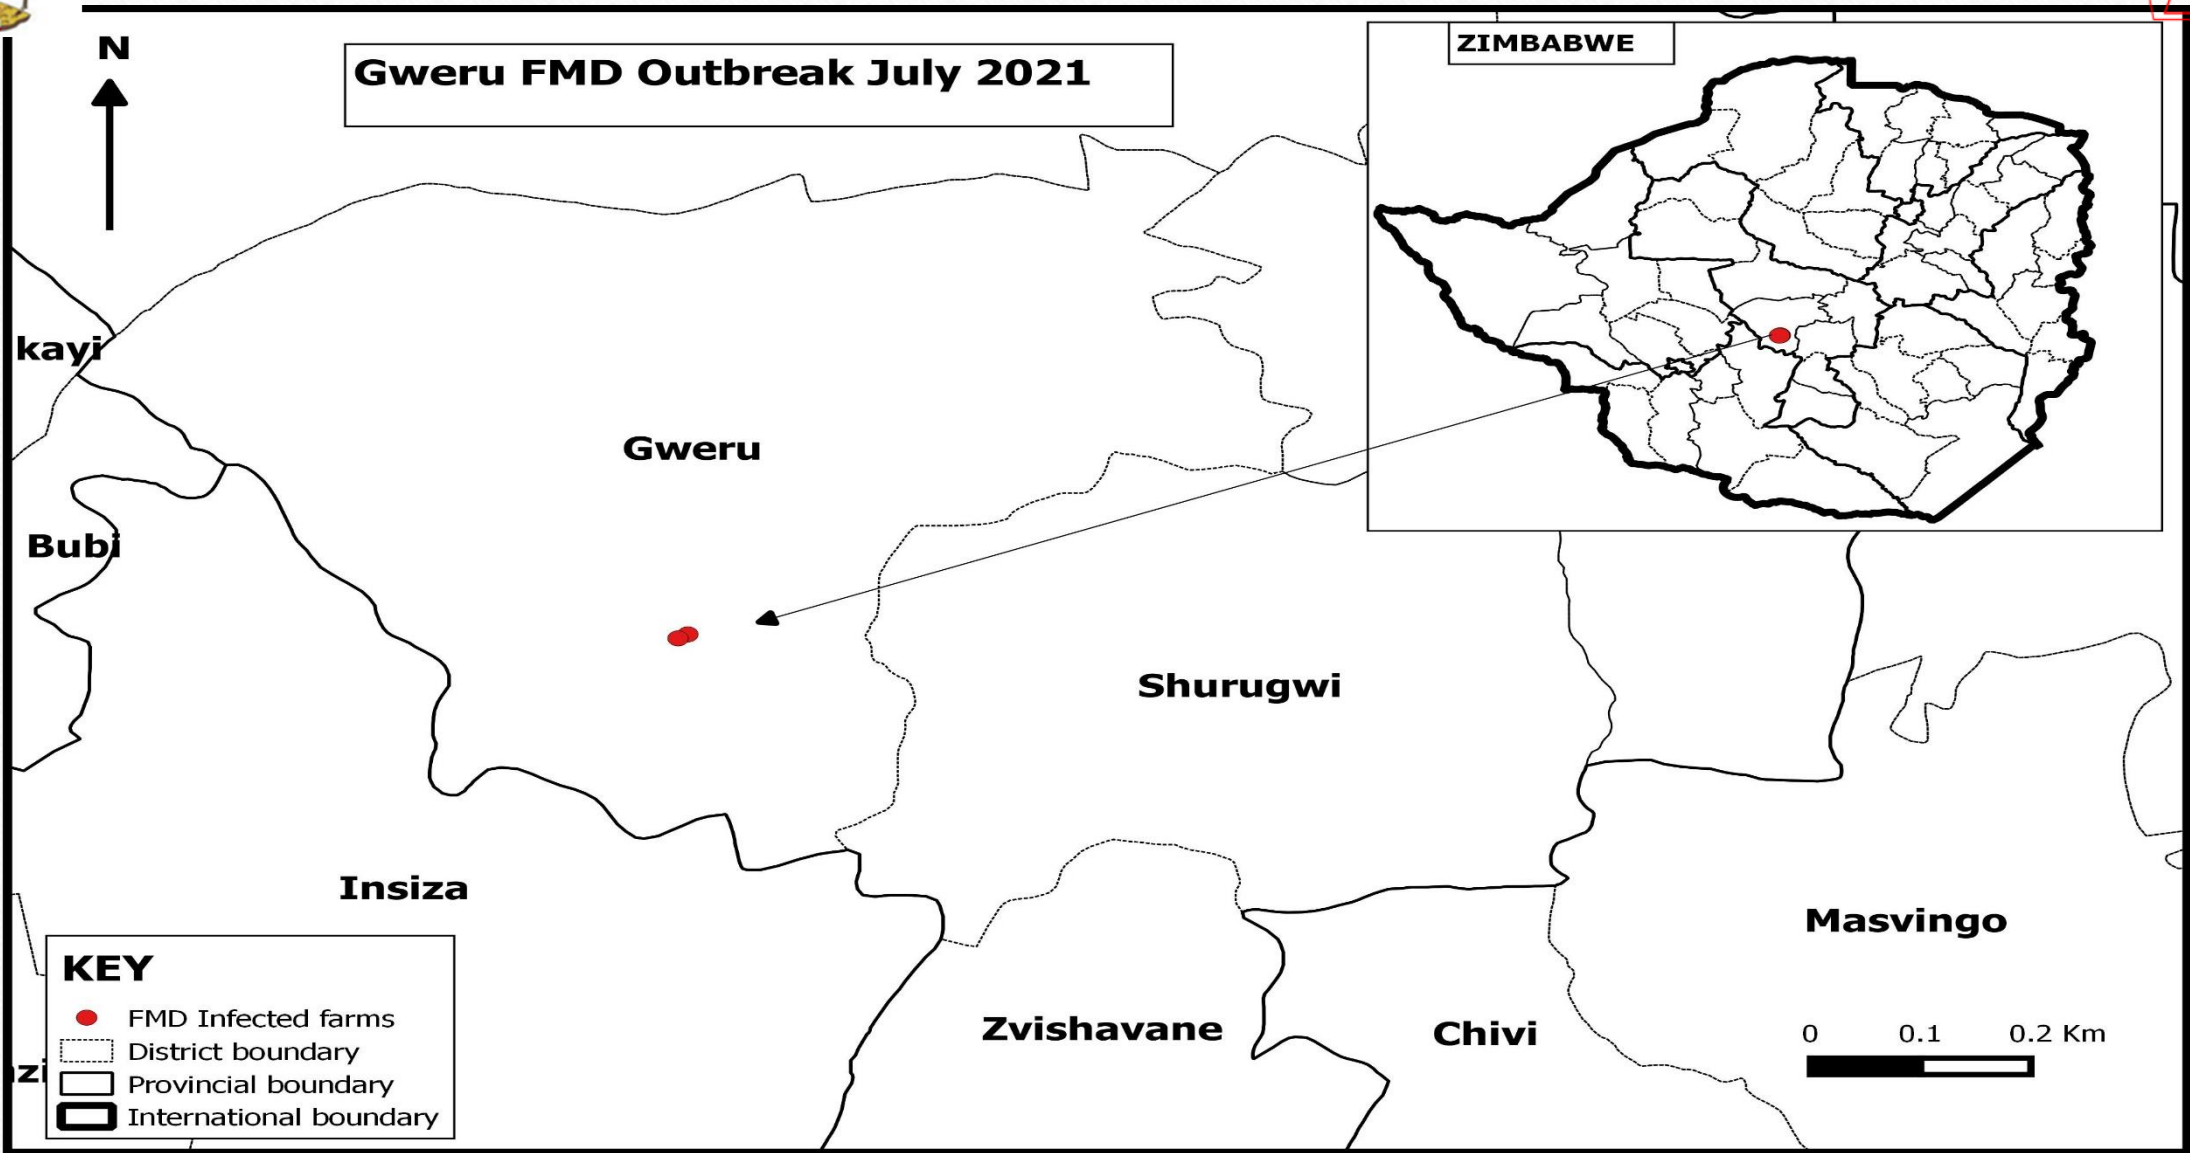 N
Gweru FMD Outbreak July 2021
ZIMBABWE
kayi
Gweru
Bubi
Shurugwi
Insiza
Masvingo
Zvishavane
Chivi
KEY
FMD Infected farms
District boundary
Provincial boundary
International boundary
zi
0 0.1 0.2 Km